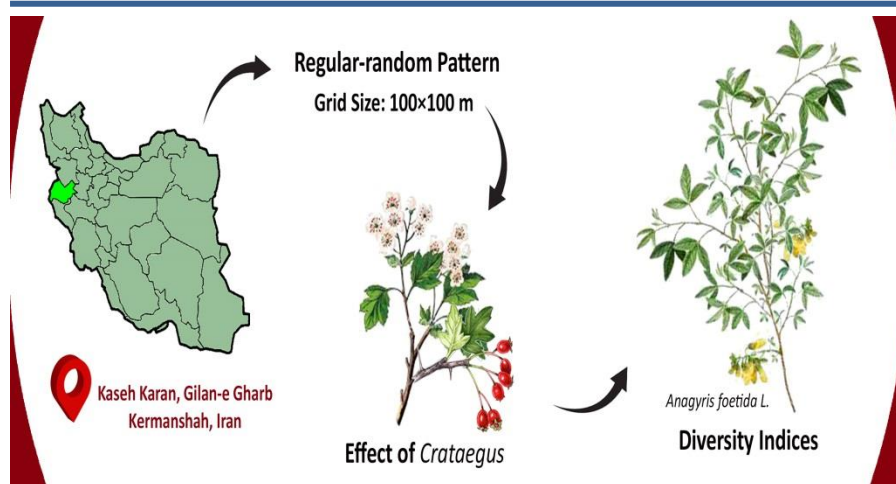 Regular-random Pattern
Grid Size: 100×100 m
Kaseh Karan, Gilan-e Gharb
Kermanshah, Iran
Effect of Crataegus
Anagyris foetida L.
Diversity Indices